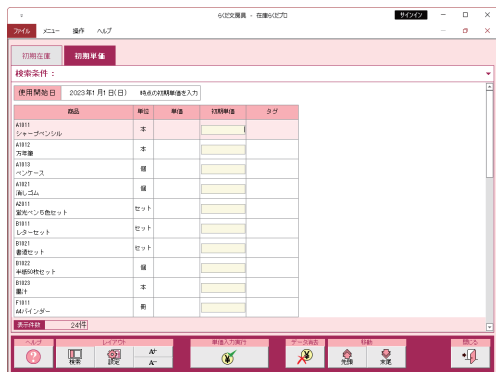 らくだ文房具 - 在庫らくだプロ
サインイン
ファイル メニュー 操作 ヘルプ
初期在庫 初期単価
検索条件：
使用開始日 2023年1月1日(日) 時点の初期単価を入力
商品 単位 単価 初期単価 タグ
A1011
シャープペンシル 本
A1012
万年筆 本
A1013
ペンケース 個
A1021
消しゴム 個
A2011
蛍光ペン5色セット セット
B1011
レターセット セット
B1021
書道セット セット
B1022
半紙50枚セット 個
B1023
墨汁 本
F1011
A4バインダー 冊
表示件数 24件
ヘルプ レイアウト 単価入力実行 データ消去 移動 閉じる
検索 設定 A+ 先頭 末尾
A-